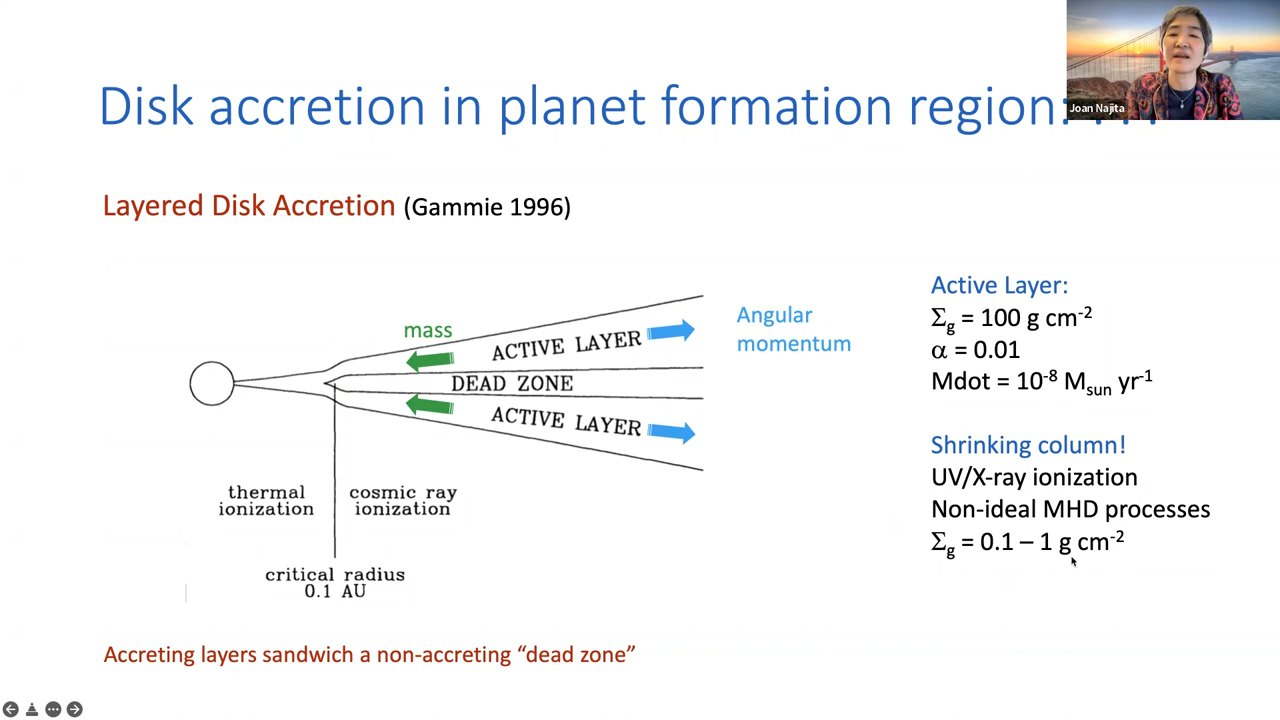 Disk accretion in planet formation region:
Joan Najita
Layered Disk Accretion (Gammie 1996)
mass
ACTIVE LAYER
DEAD ZONE
ACTIVE LAYER
Angular
momentum
thermal
ionization
cosmic ray
ionization
critical radius
0.1 AU
Active Layer:
Σg = 100 g cm-2
α = 0.01
Mdot = 10-8 Msun yr-1
Shrinking column!
UV/X-ray ionization
Non-ideal MHD processes
Σg = 0.1 – 1 g cm-2
Accreting layers sandwich a non-accreting “dead zone”